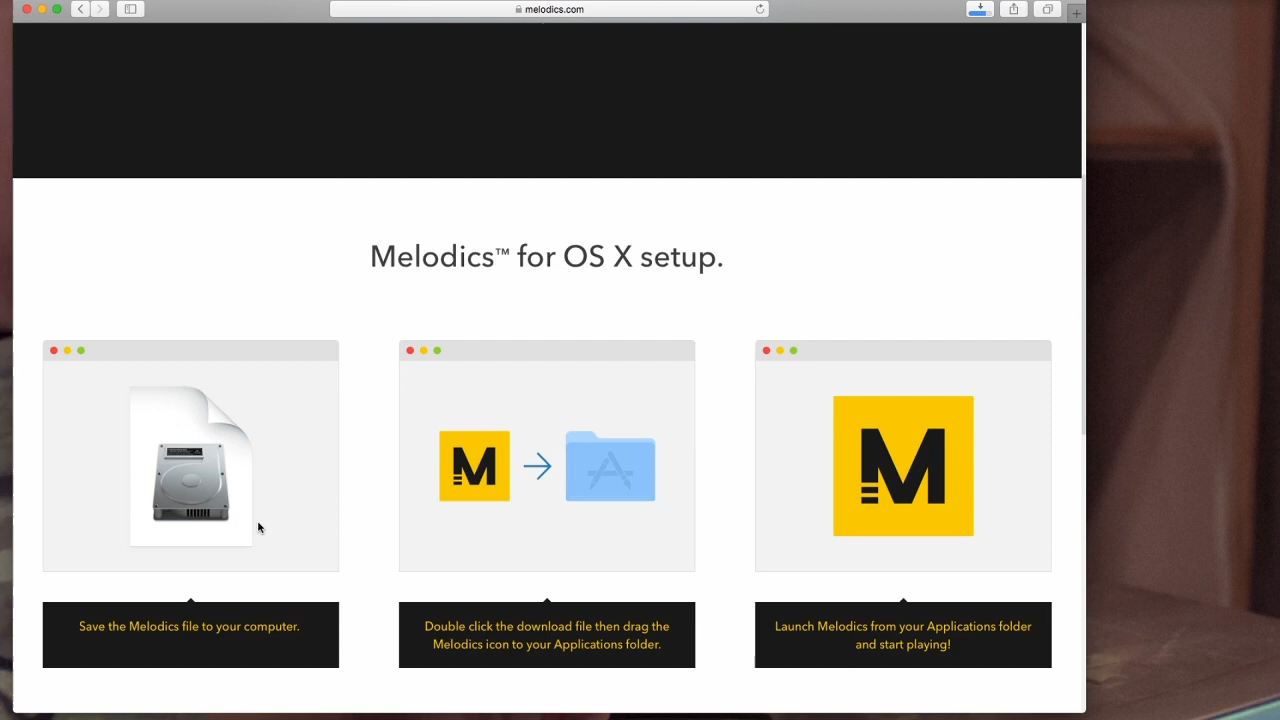 melodics.com
Melodics™ for OS X setup.
M
M
Save the Melodics file to your computer.
Double click the download file then drag the
Melodics icon to your Applications folder.
Launch Melodics from your Applications folder
and start playing!